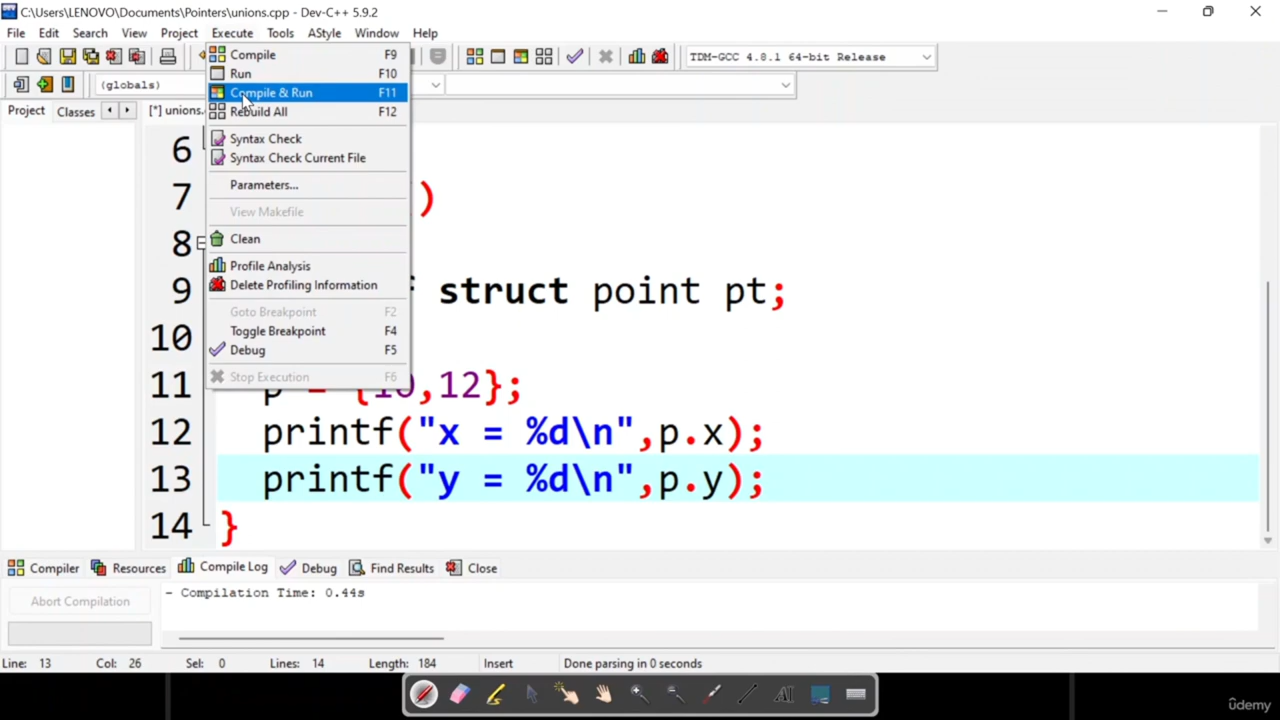 C:\Users\LENOVO\Documents\Pointers\unions.cpp - Dev-C++ 5.9.2
File Edit Search View Project Execute Tools AStyle Window Help
TDM-GCC 4.8.1 64-bit Release
(globals)
Project Classes [*] unions.
Compile F9
Run F10
Compile & Run F11
Rebuild All F12
Syntax Check
Syntax Check Current File
Parameters...
View Makefile
Clean
Profile Analysis
Delete Profiling Information
Goto Breakpoint F2
Toggle Breakpoint F4
Debug F5
Stop Execution F6
6
7 )
8
9 struct point pt;
10
11 p = {10,12};
12 printf("x = %d\n",p.x);
13 printf("y = %d\n",p.y);
14 }
Compiler Resources Compile Log Debug Find Results Close
Abort Compilation
- Compilation Time: 0.44s
Line: 13 Col: 26 Sel: 0 Lines: 14 Length: 184 Insert Done parsing in 0 seconds
AI
ûdemy